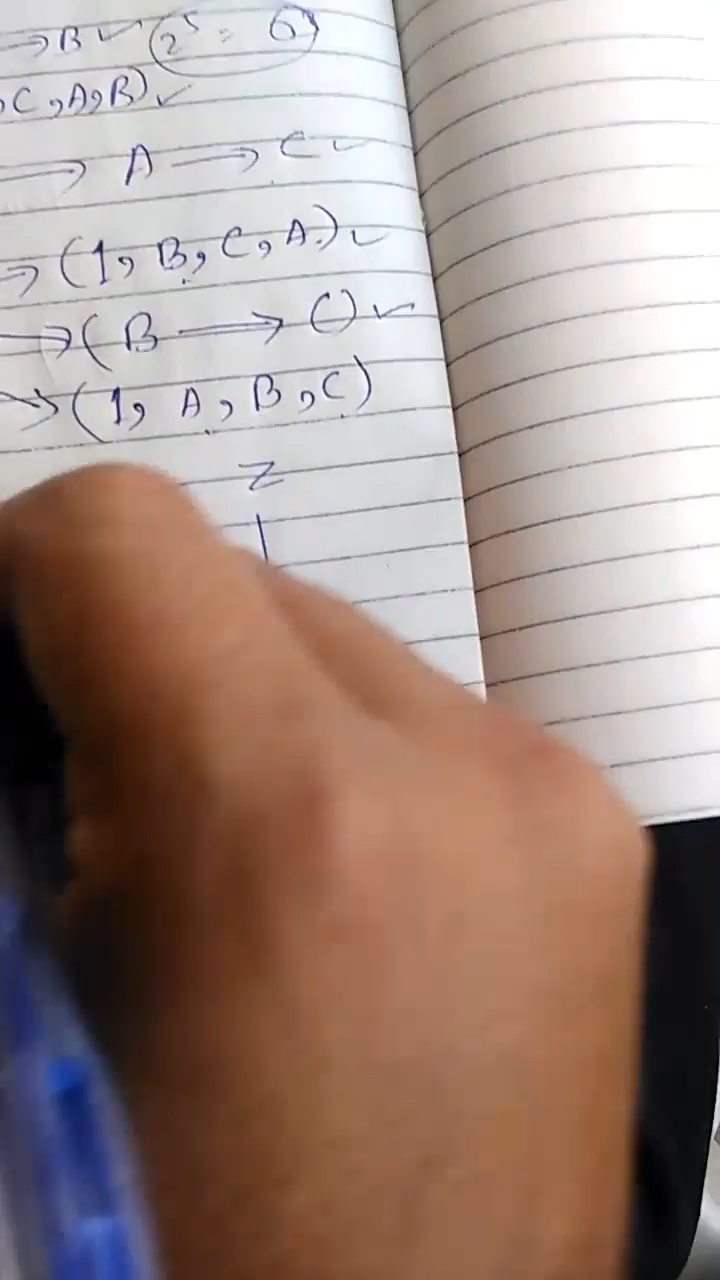 →B ✓ (2⁵ = 6)
,C,A,B) ✓
⟶ A ⟶ C ✓
→ (1, B, C, A.) ✓
→ (B ⟶ C) ✓
→ (1, A, B, C)
Z